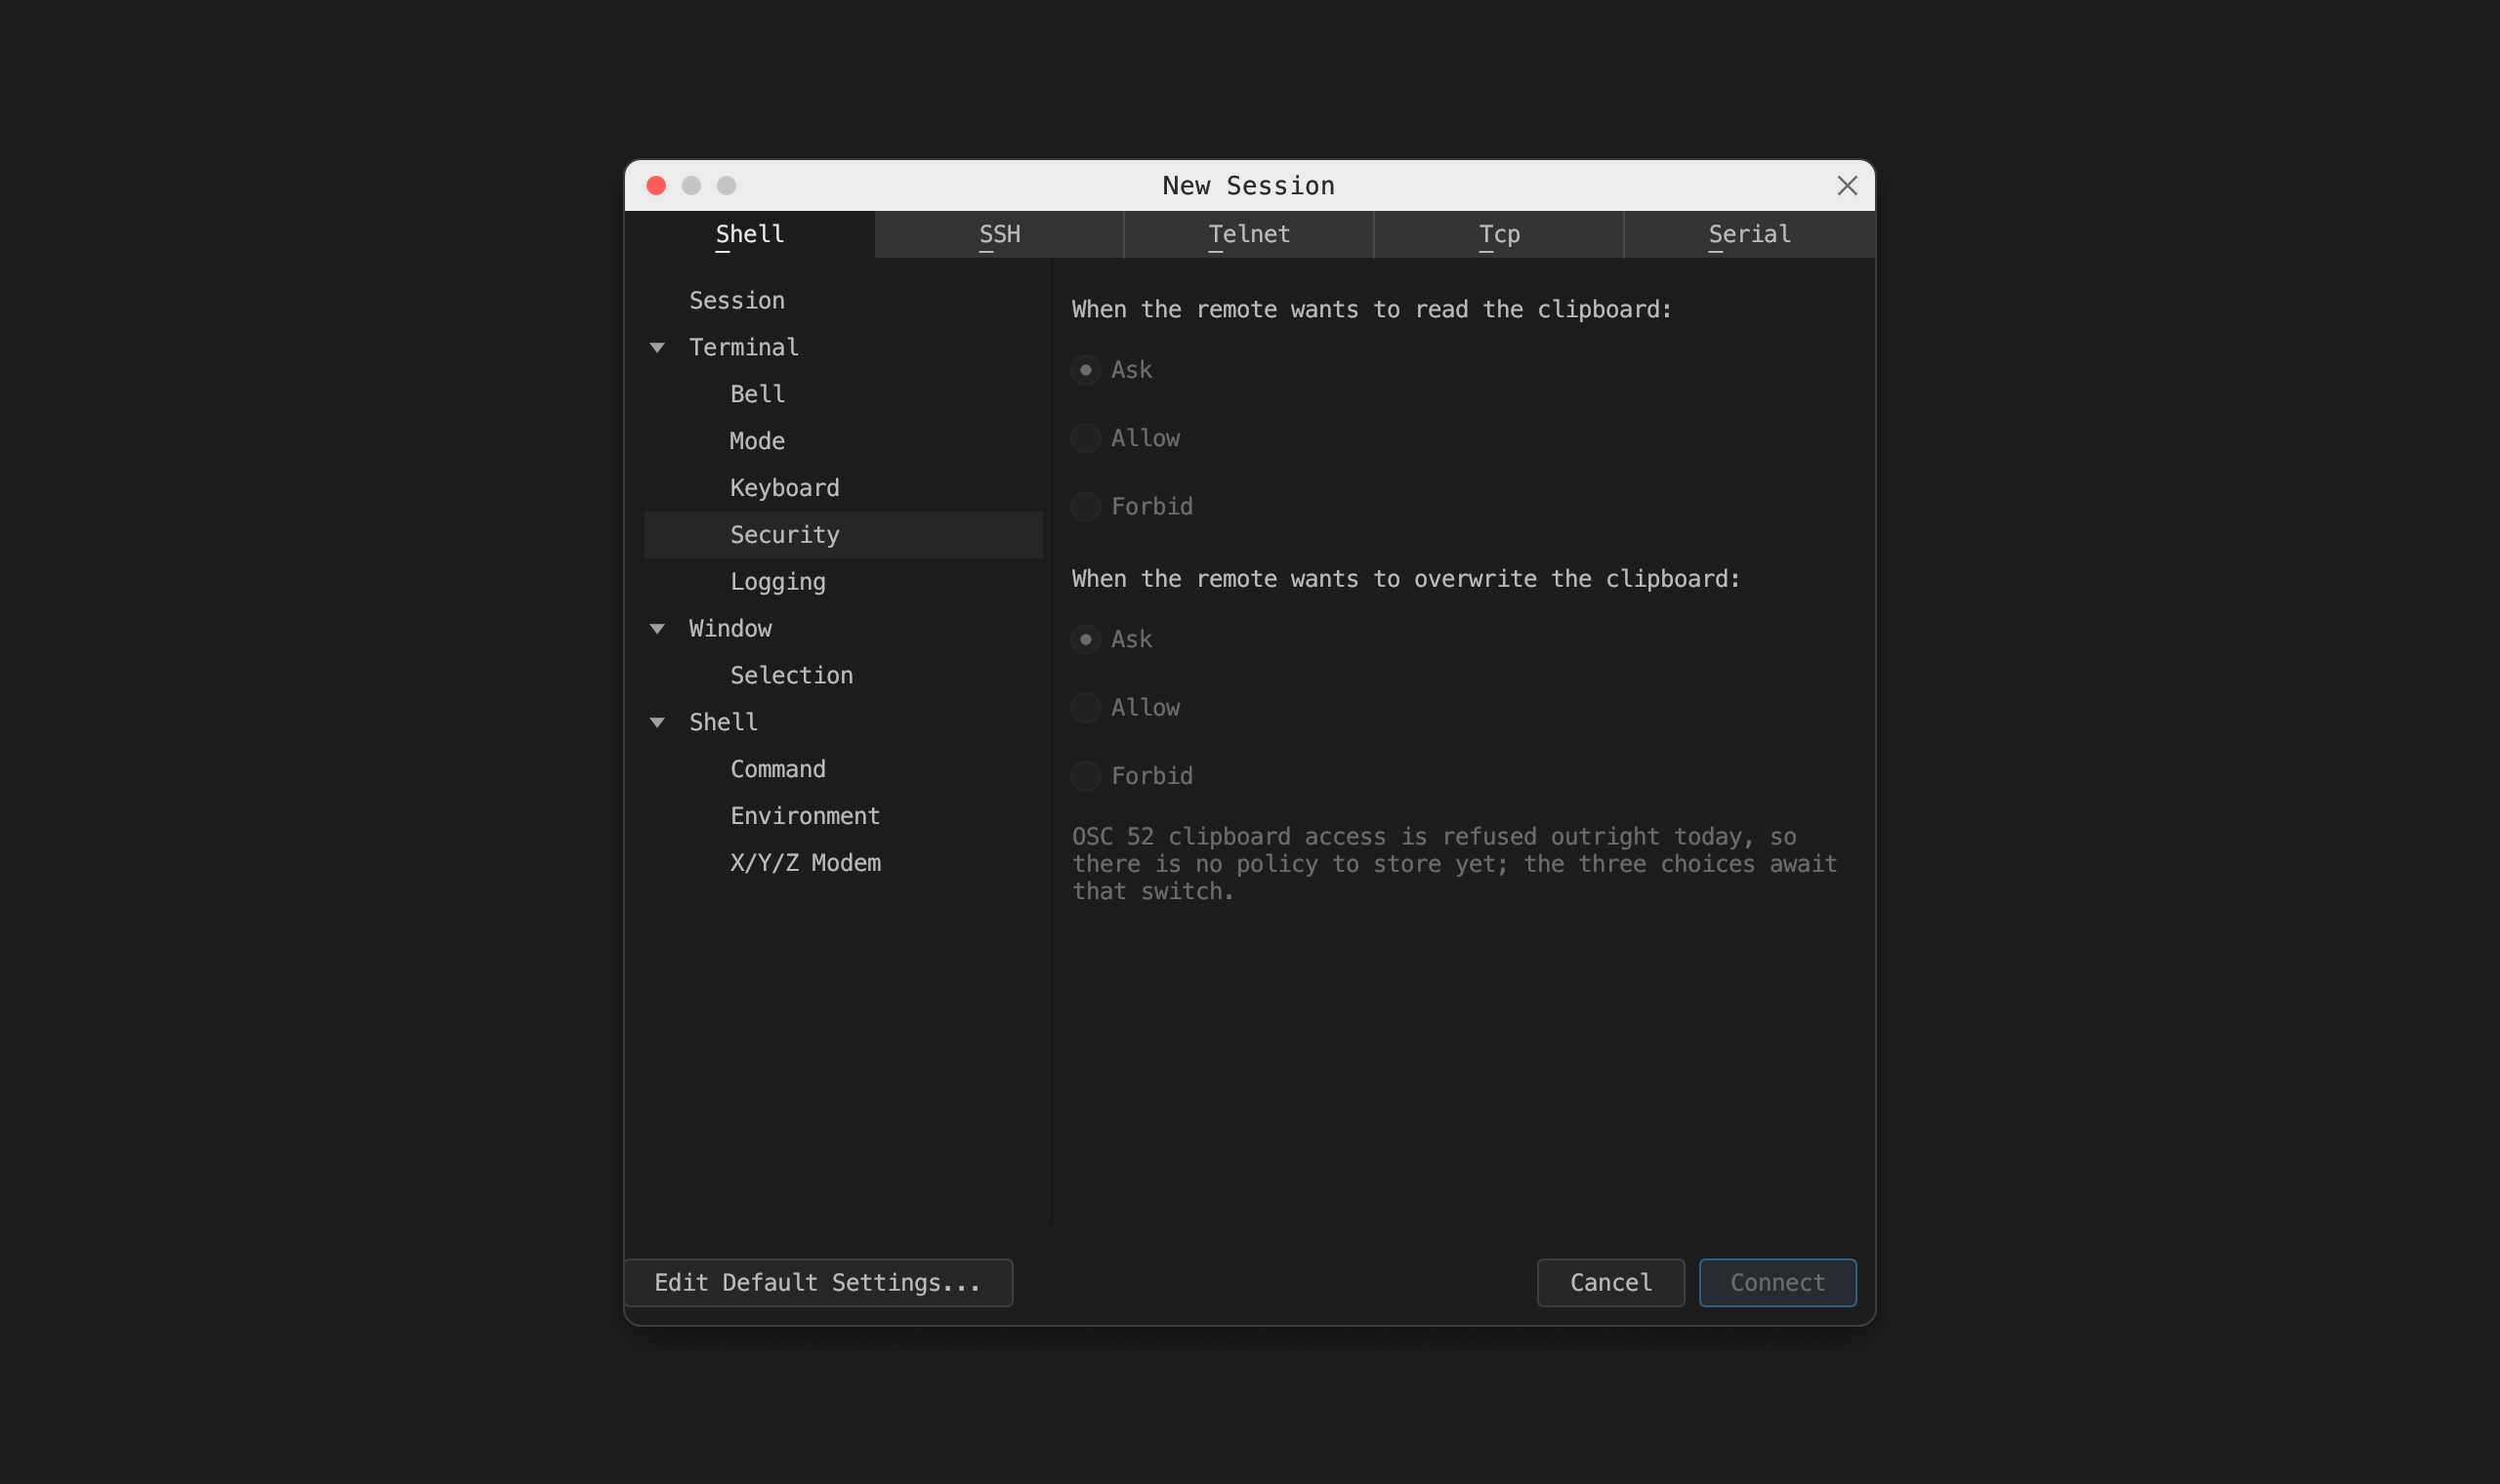 New Session
Shell
SSH
Telnet
Tcp
Serial
Session
Terminal
Bell
Mode
Keyboard
Security
Logging
Window
Selection
Shell
Command
Environment
X/Y/Z Modem
When the remote wants to read the clipboard:
Ask
Allow
Forbid
When the remote wants to overwrite the clipboard:
Ask
Allow
Forbid
OSC 52 clipboard access is refused outright today, so
there is no policy to store yet; the three choices await
that switch.
Edit Default Settings...
Cancel
Connect